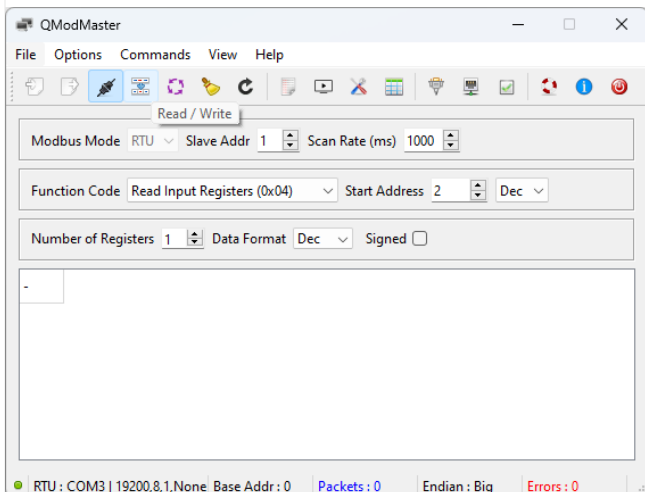 QModMaster
File Options Commands View Help
Read / Write
Modbus Mode RTU Slave Addr 1 Scan Rate (ms) 1000
Function Code Read Input Registers (0x04) Start Address 2 Dec
Number of Registers 1 Data Format Dec Signed
-
RTU : COM3 | 19200,8,1,None Base Addr : 0 Packets : 0 Endian : Big Errors : 0